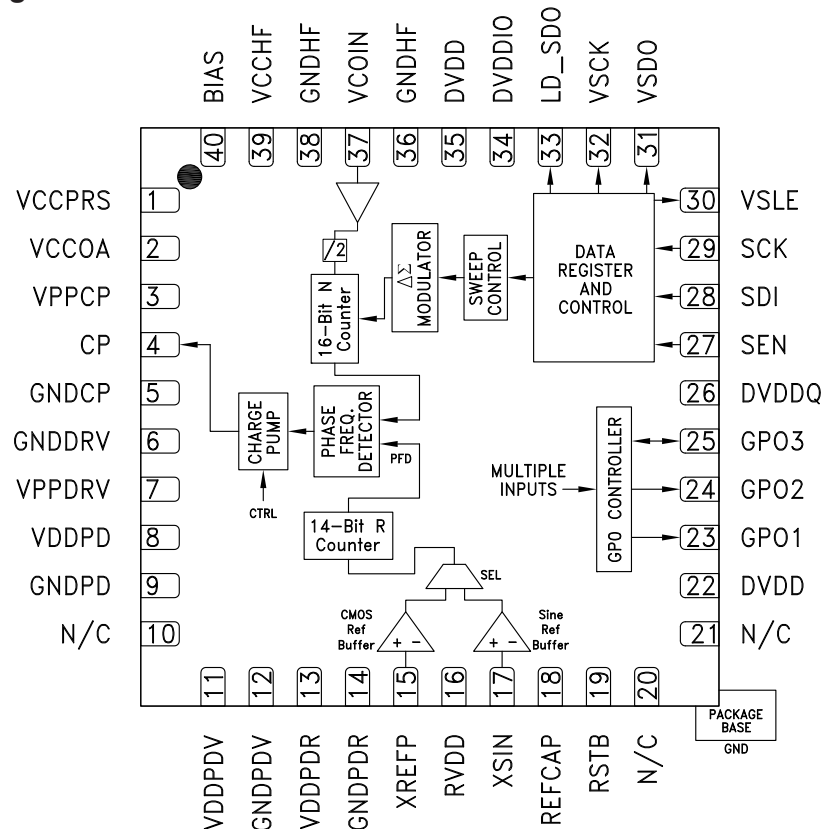 BIAS
VCCHF
GNDHF
VCOIN
GNDHF
DVDD
DVDDIO
LD_SDO
VSCK
VSDO
40
39
38
37
36
35
34
33
32
31
VCCPRS 1
VCCOA 2
VPPCP 3
CP 4
GNDCP 5
GNDDRV 6
VPPDRV 7
VDDPD 8
GNDPD 9
N/C 10
/2
16-Bit N
Counter
ΔΣ
MODULATOR
SWEEP
CONTROL
DATA
REGISTER
AND
CONTROL
30 VSLE
29 SCK
28 SDI
27 SEN
26 DVDDQ
25 GPO3
24 GPO2
23 GPO1
22 DVDD
21 N/C
CHARGE
PUMP
CTRL
PHASE
FREQ.
DETECTOR
PFD
MULTIPLE
INPUTS
GPO CONTROLLER
14-Bit R
Counter
SEL
CMOS
Ref
Buffer
+ -
Sine
Ref
Buffer
+ -
11
12
13
14
15
16
17
18
19
20
VDDPDV
GNDPDV
VDDPDR
GNDPDR
XREFP
RVDD
XSIN
REFCAP
RSTB
N/C
PACKAGE
BASE
GND